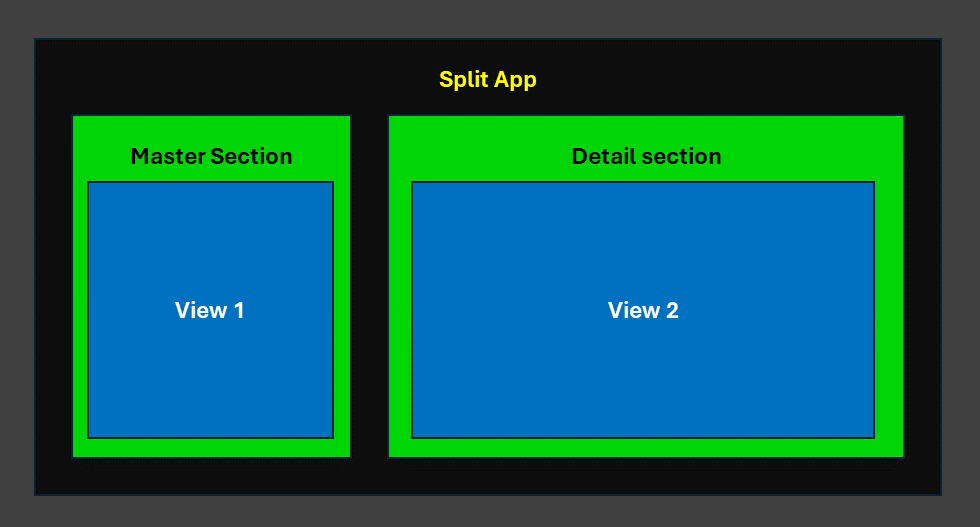 Split App
Master Section
Detail section
View 1
View 2